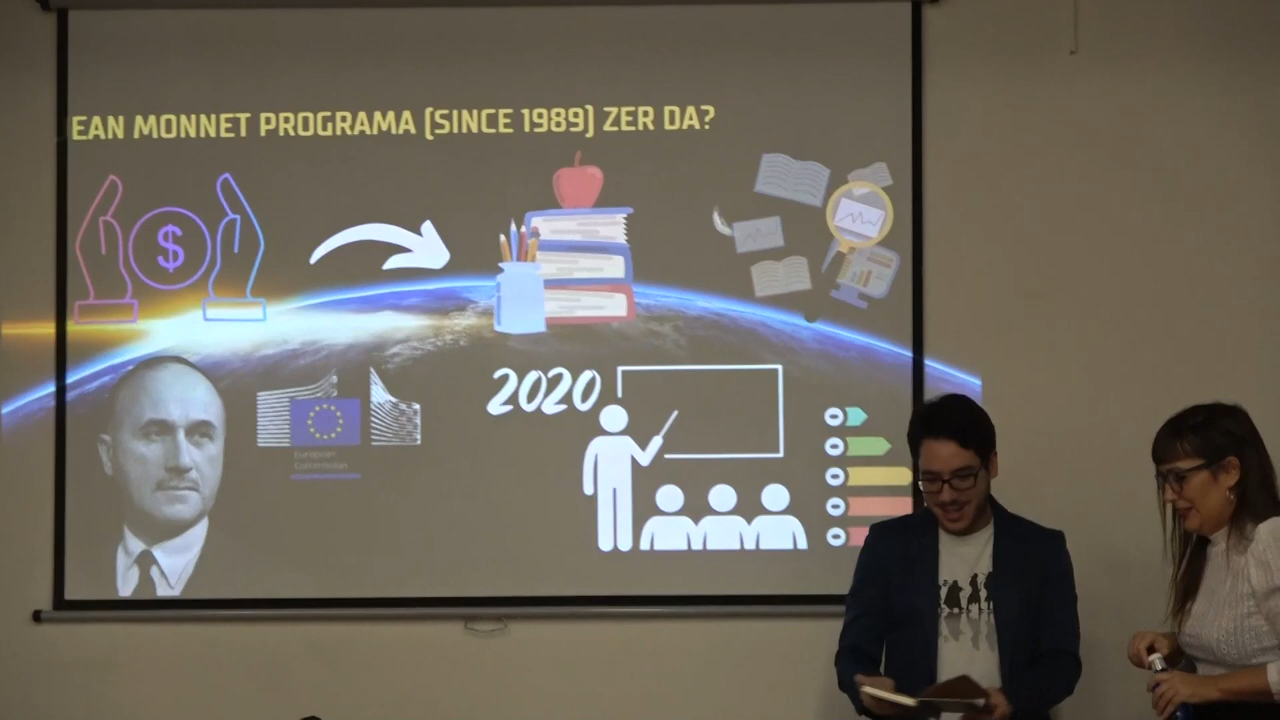 EAN MONNET PROGRAMA (SINCE 1989) ZER DA?
$
2020
European
Commission